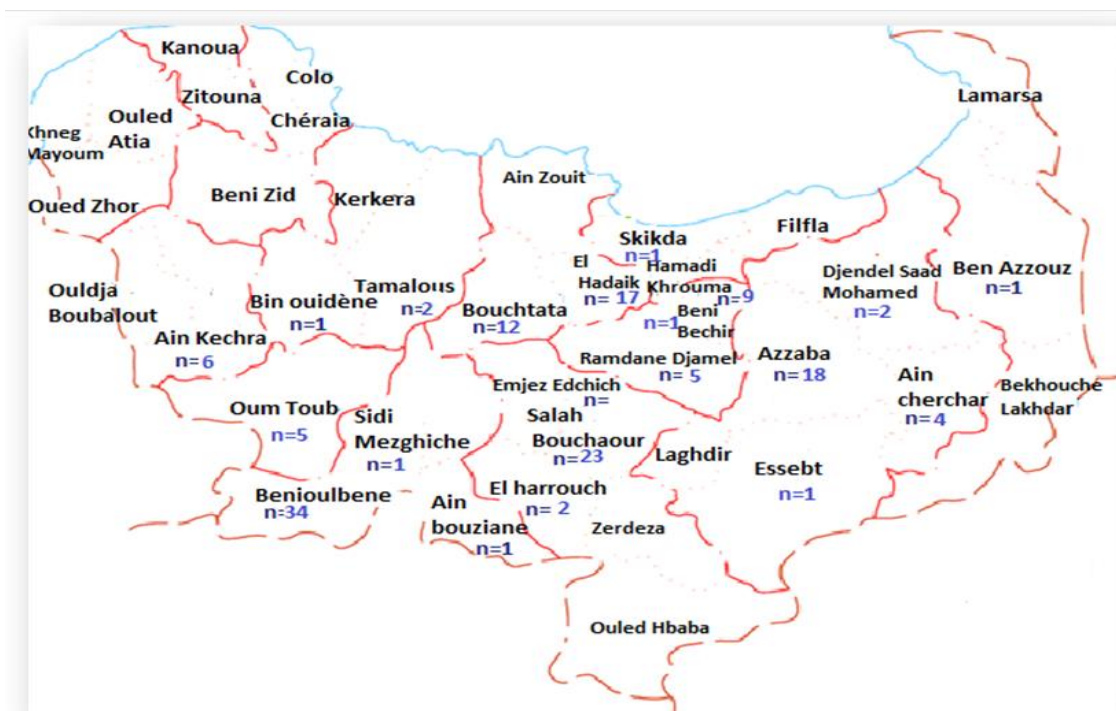 Kanoua
Colo
Zitouna
Lamarsa
Ouled
Atia
Chéraia
Khneg
Mayoum
Ain Zouit
Beni Zid
Kerkera
Oued Zhor
Filfla
Skikda
n=1
El
Hadaik
n= 17
Hamadi
Khrouma
n=9
Djendel Saad
Mohamed
n=2
Ben Azzouz
n=1
Ouldja
Boubalout
Bin ouidène
n=1
Tamalous
n=2
Bouchtata
n=12
n=1
Beni
Bechir
Ain Kechra
n=6
Ramdane Djamel
n= 5
Azzaba
n=18
Emjez Edchich
n=
Ain
cherchar
n= 4
Bekhouche
Lakhdar
Oum Toub
n=5
Sidi
Mezghiche
n=1
Salah
Bouchaour
n=23
Laghdir
Essebt
n=1
Benioulbene
n=34
El harrouch
n= 2
Ain
bouziane
n=1
Zerdeza
Ouled Hbaba